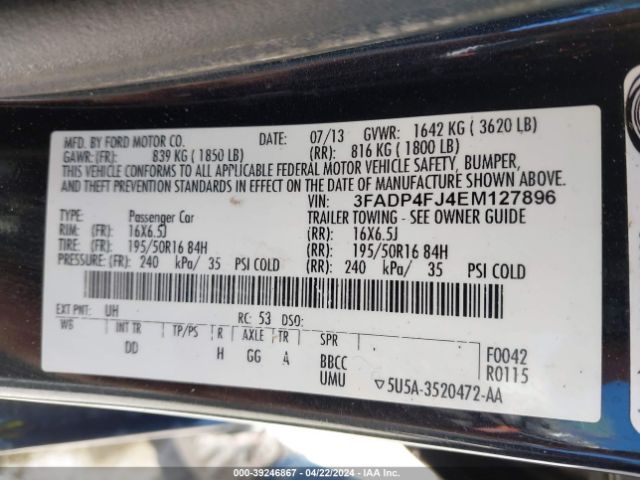 MFD. BY FORD MOTOR CO. DATE: 07/13 GVWR: 1642 KG ( 3620 LB)
GAWR: (FR): 839 KG ( 1850 LB) (RR): 816 KG ( 1800 LB)
THIS VEHICLE CONFORMS TO ALL APPLICABLE FEDERAL MOTOR VEHICLE SAFETY, BUMPER,
AND THEFT PREVENTION STANDARDS IN EFFECT ON THE DATE OF MANUFACTURE SHOWN ABOVE.
VIN: 3FADP4FJ4EM127896
TYPE: Passenger Car TRAILER TOWING - SEE OWNER GUIDE
RIM: (FR): 16X6.5J (RR): 16X6.5J
TIRE: (FR): 195/50R16 84H (RR): 195/50R16 84H
PRESSURE: (FR): 240 kPa/ 35 PSI COLD (RR): 240 kPa/ 35 PSI COLD
EXT PNT: UH RC: 53 DSO:
WB INT TR TP/PS R AXLE TR SPR
DD H GG A BBCC F0042
UMU R0115
▽5U5A-3520472-AA
000-39246867 - 04/22/2024 - IAA Inc.